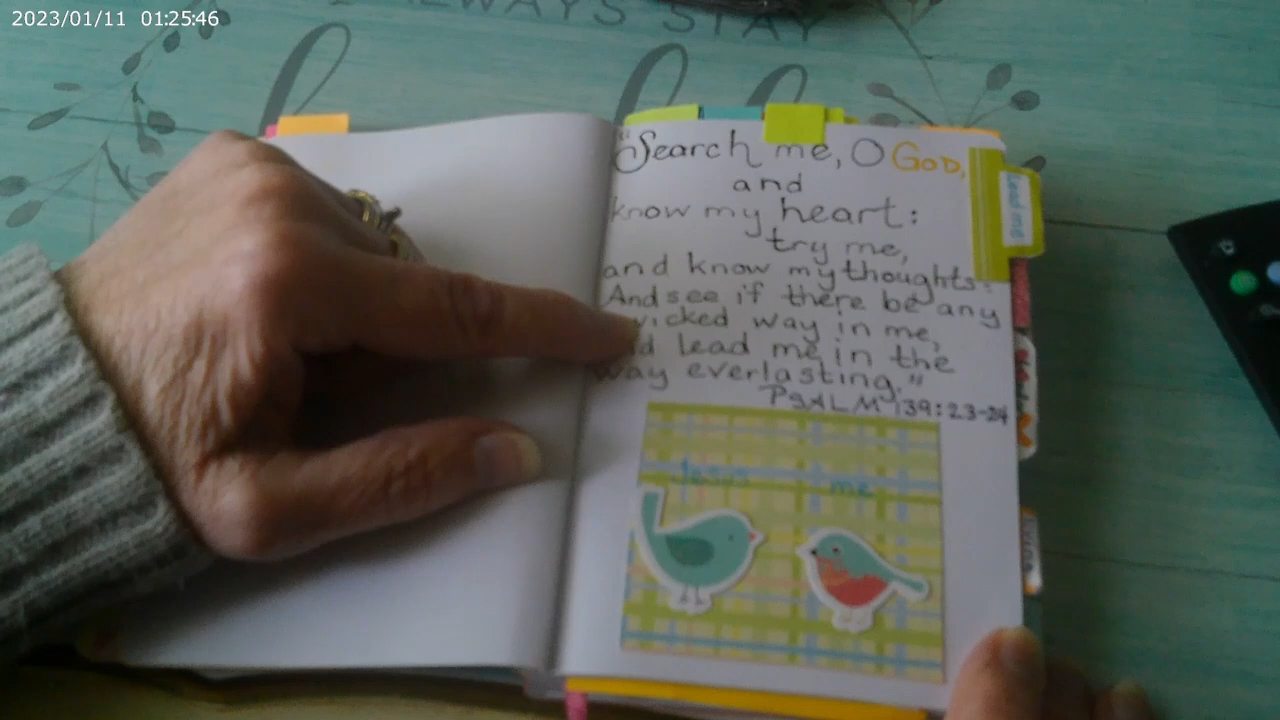 2023/01/11 01:25:46
ALWAYS STAY
"Search me, O GOD,
and
know my heart:
try me,
and know my thoughts:
And see if there be any
wicked way in me,
lead me in the
way everlasting."
PSALM 139:23-24
Lead me
Jesus me